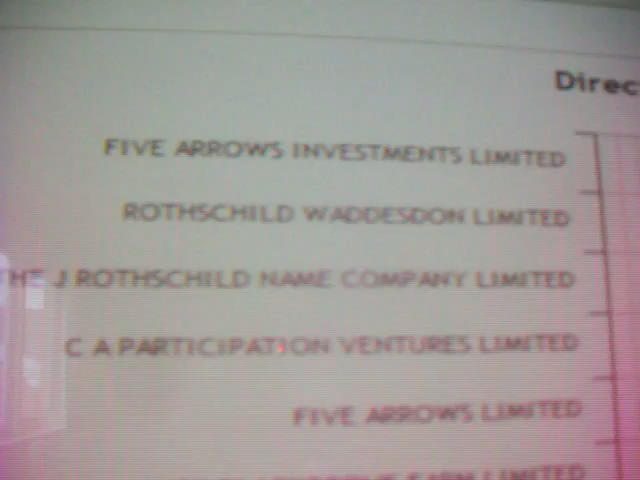 Direc
FIVE ARROWS INVESTMENTS LIMITED
ROTHSCHILD WADDESDON LIMITED
THE J ROTHSCHILD NAME COMPANY LIMITED
C A PARTICIPATION VENTURES LIMITED
FIVE ARROWS LIMITED
LIMITED